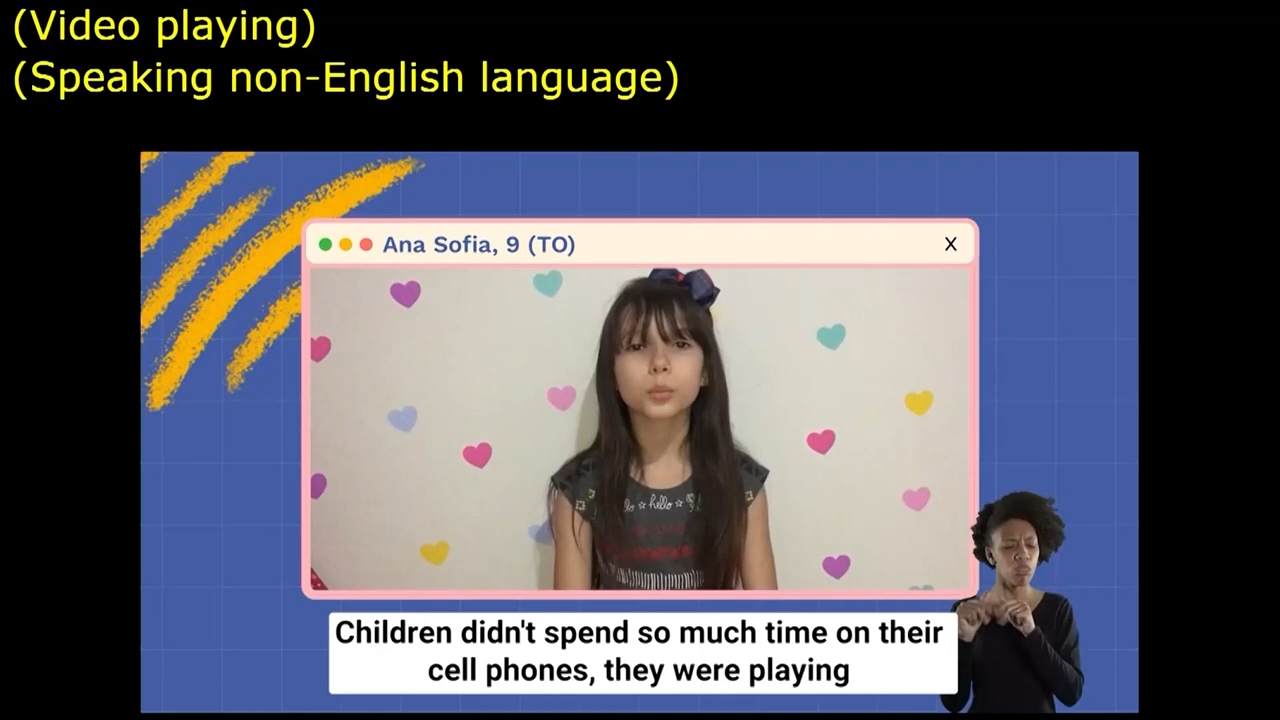 (Video playing)
(Speaking non-English language)
Ana Sofia, 9 (TO)
X
hello
Children didn't spend so much time on their
cell phones, they were playing